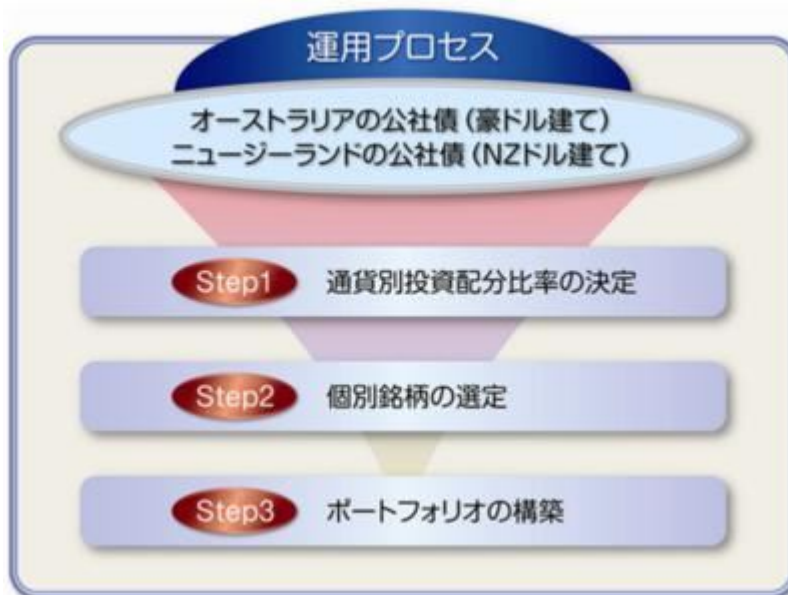 運用プロセス
オーストラリアの公社債(豪ドル建て)
ニュージーランドの公社債(NZドル建て)
Step1 通貨別投資配分比率の決定
Step2 個別銘柄の選定
Step3 ポートフォリオの構築